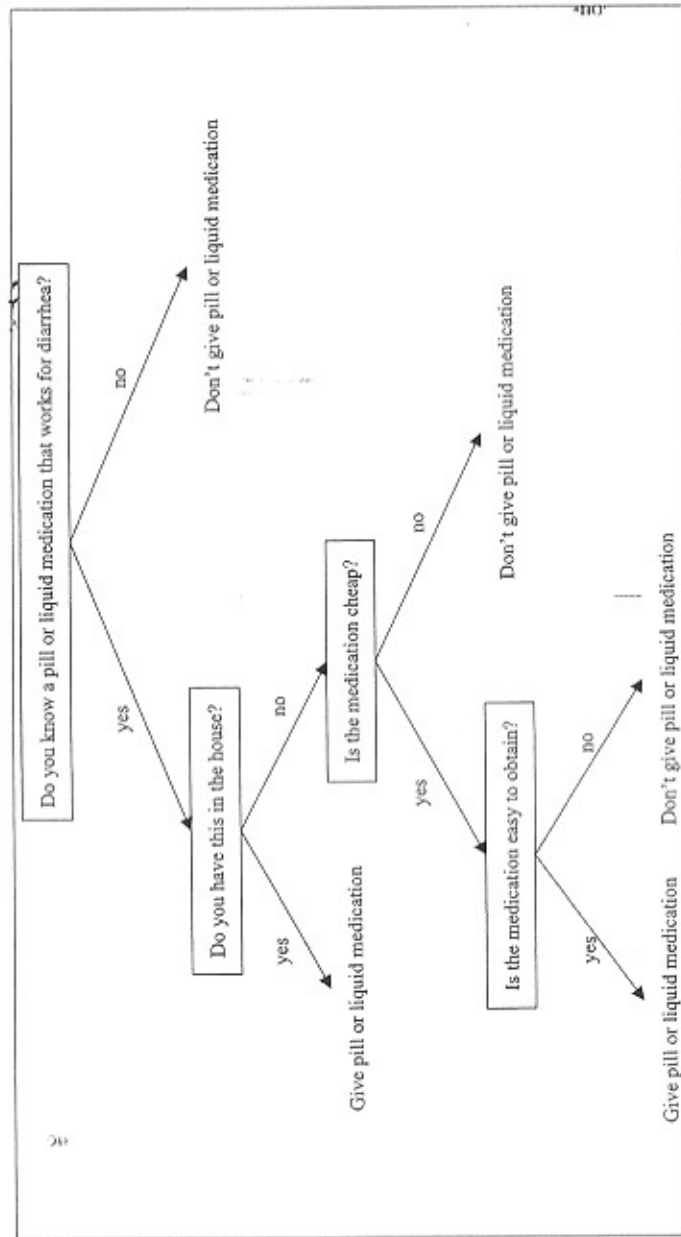 Do you know a pill or liquid medication that works for diarrhea?
yes
no
Do you have this in the house?
Don't give pill or liquid medication
yes
no
Give pill or liquid medication
Is the medication cheap?
yes
no
Is the medication easy to obtain?
Don't give pill or liquid medication
yes
no
Give pill or liquid medication
Don't give pill or liquid medication